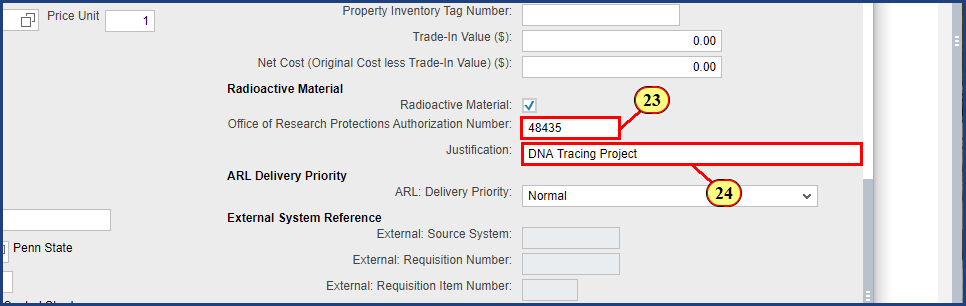 Price Unit 1
Property Inventory Tag Number:
Trade-In Value ($): 0.00
Net Cost (Original Cost less Trade-In Value) ($): 0.00
Radioactive Material
Radioactive Material:
23
Office of Research Protections Authorization Number: 48435
Justification: DNA Tracing Project
ARL Delivery Priority
24
ARL: Delivery Priority: Normal
External System Reference
External: Source System:
Penn State
External: Requisition Number:
External: Requisition Item Number: